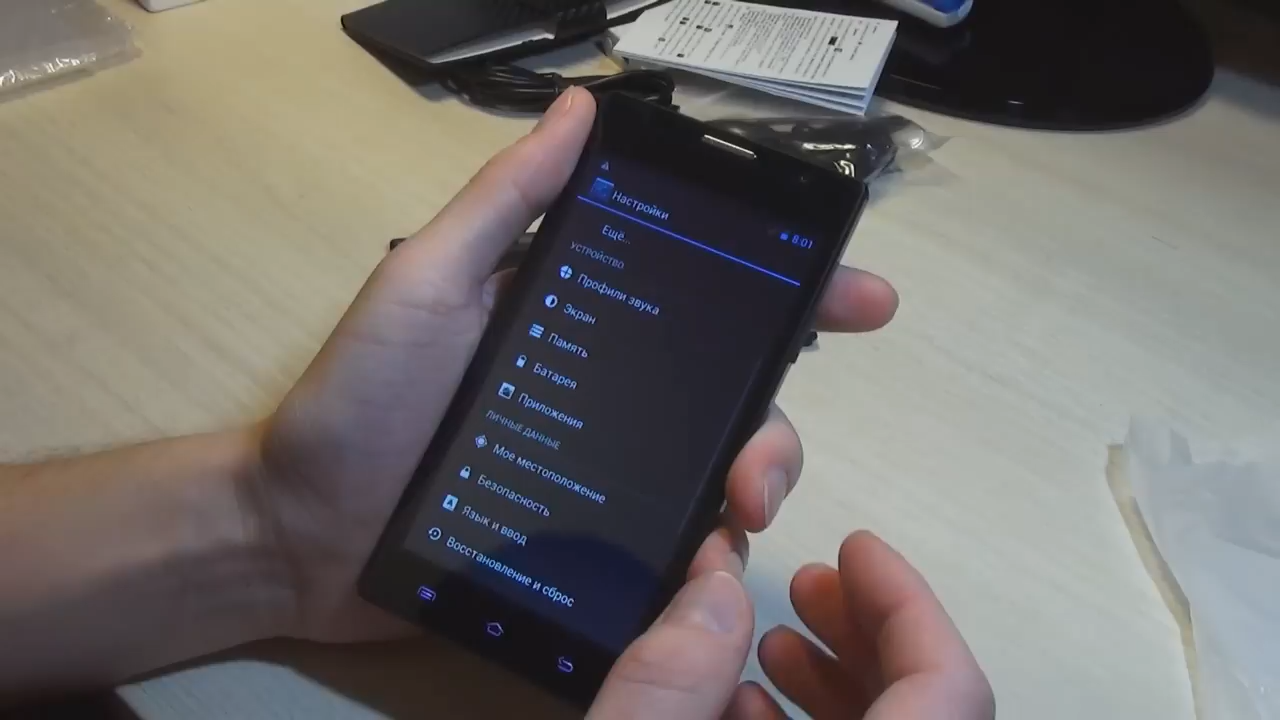 Настройки
8:01
Ещё...
УСТРОЙСТВО
Профили звука
Экран
Память
Батарея
Приложения
ЛИЧНЫЕ ДАННЫЕ
Мое местоположение
Безопасность
Язык и ввод
Восстановление и сброс